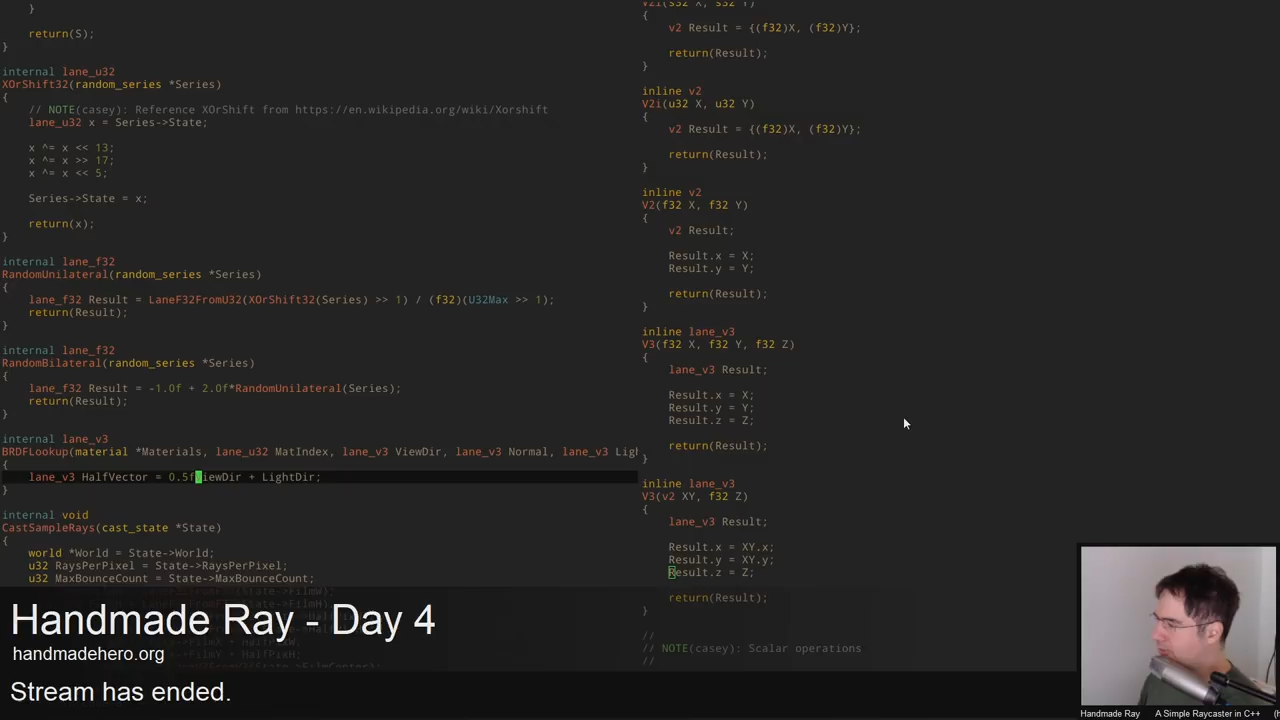 }
return(S);
}
internal lane_u32
XOrShift32(random_series *Series)
{
// NOTE(casey): Reference XOrShift from https://en.wikipedia.org/wiki/Xorshift
lane_u32 x = Series->State;
x ^= x << 13;
x ^= x >> 17;
x ^= x << 5;
Series->State = x;
return(x);
}
internal lane_f32
RandomUnilateral(random_series *Series)
{
lane_f32 Result = LaneF32FromU32(XOrShift32(Series) >> 1) / (f32)(U32Max >> 1);
return(Result);
}
internal lane_f32
RandomBilateral(random_series *Series)
{
lane_f32 Result = -1.0f + 2.0f*RandomUnilateral(Series);
return(Result);
}
internal lane_v3
BRDFLookup(material *Materials, lane_u32 MatIndex, lane_v3 ViewDir, lane_v3 Normal, lane_v3 Ligh
{
lane_v3 HalfVector = 0.5fViewDir + LightDir;
}
internal void
CastSampleRays(cast_state *State)
{
world *World = State->World;
u32 RaysPerPixel = State->RaysPerPixel;
u32 MaxBounceCount = State->MaxBounceCount;
V2i(s32 X, s32 Y)
{
v2 Result = {(f32)X, (f32)Y};
return(Result);
}
inline v2
V2i(u32 X, u32 Y)
{
v2 Result = {(f32)X, (f32)Y};
return(Result);
}
inline v2
V2(f32 X, f32 Y)
{
v2 Result;
Result.x = X;
Result.y = Y;
return(Result);
}
inline lane_v3
V3(f32 X, f32 Y, f32 Z)
{
lane_v3 Result;
Result.x = X;
Result.y = Y;
Result.z = Z;
return(Result);
}
inline lane_v3
V3(v2 XY, f32 Z)
{
lane_v3 Result;
Result.x = XY.x;
Result.y = XY.y;
Result.z = Z;
return(Result);
}
//
// NOTE(casey): Scalar operations
//
Handmade Ray - Day 4
handmadehero.org
Stream has ended.
Handmade Ray A Simple Raycaster in C++ (h